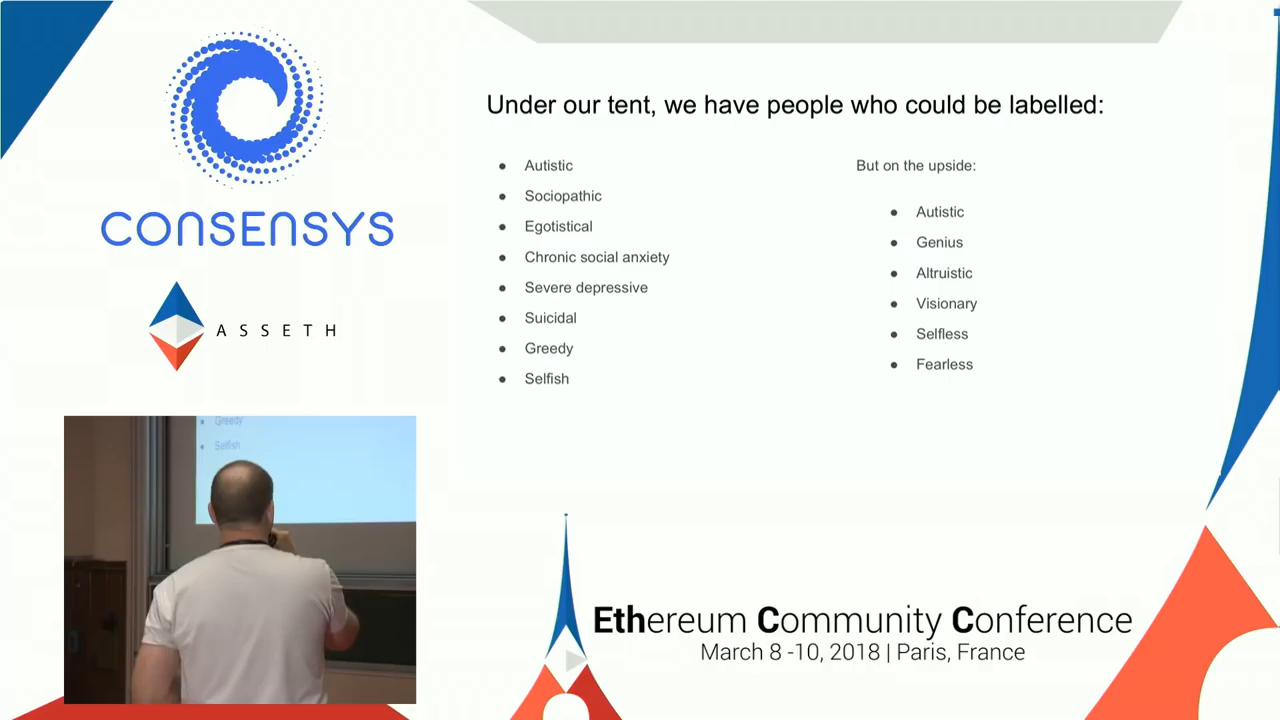 CONSENSYS
ASSETH
Under our tent, we have people who could be labelled:
● Autistic
● Sociopathic
● Egotistical
● Chronic social anxiety
● Severe depressive
● Suicidal
● Greedy
● Selfish
But on the upside:
● Autistic
● Genius
● Altruistic
● Visionary
● Selfless
● Fearless
● Greedy
● Selfish
Ethereum Community Conference
March 8 -10, 2018 | Paris, France